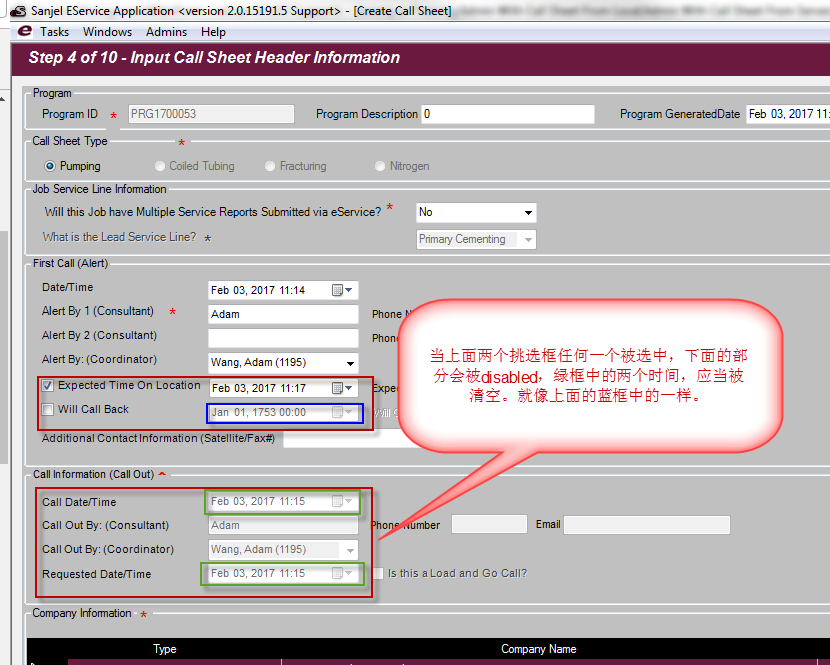 Sanjel EService Application <version 2.0.15191.5 Support> - [Create Call Sheet]
Tasks Windows Admins Help
Step 4 of 10 - Input Call Sheet Header Information
Program
Program ID * PRG1700053 Program Description 0 Program GeneratedDate Feb 03, 2017 11:
Call Sheet Type *
Pumping Coiled Tubing Fracturing Nitrogen
Job Service Line Information
Will this Job have Multiple Service Reports Submitted via eService? * No
What is the Lead Service Line? * Primary Cementing
First Call (Alert)
Date/Time Feb 03, 2017 11:14
Alert By 1 (Consultant) * Adam Phone
Alert By 2 (Consultant) Phone
Alert By: (Coordinator) Wang, Adam (1195)
Expected Time On Location Feb 03, 2017 11:17
Will Call Back Jan 01, 1753 00:00 Will
Additional Contact Information (Satellite/Fax#)
当上面两个挑选框任何一个被选中，下面的部
分会被disabled，绿框中的两个时间，应当被
清空。就像上面的蓝框中的一样。
Call Information (Call Out)
Call Date/Time Feb 03, 2017 11:15
Call Out By: (Consultant) Adam Phone Number Email
Call Out By: (Coordinator) Wang, Adam (1195)
Requested Date/Time Feb 03, 2017 11:15 Is this a Load and Go Call?
Company Information *
Type Company Name